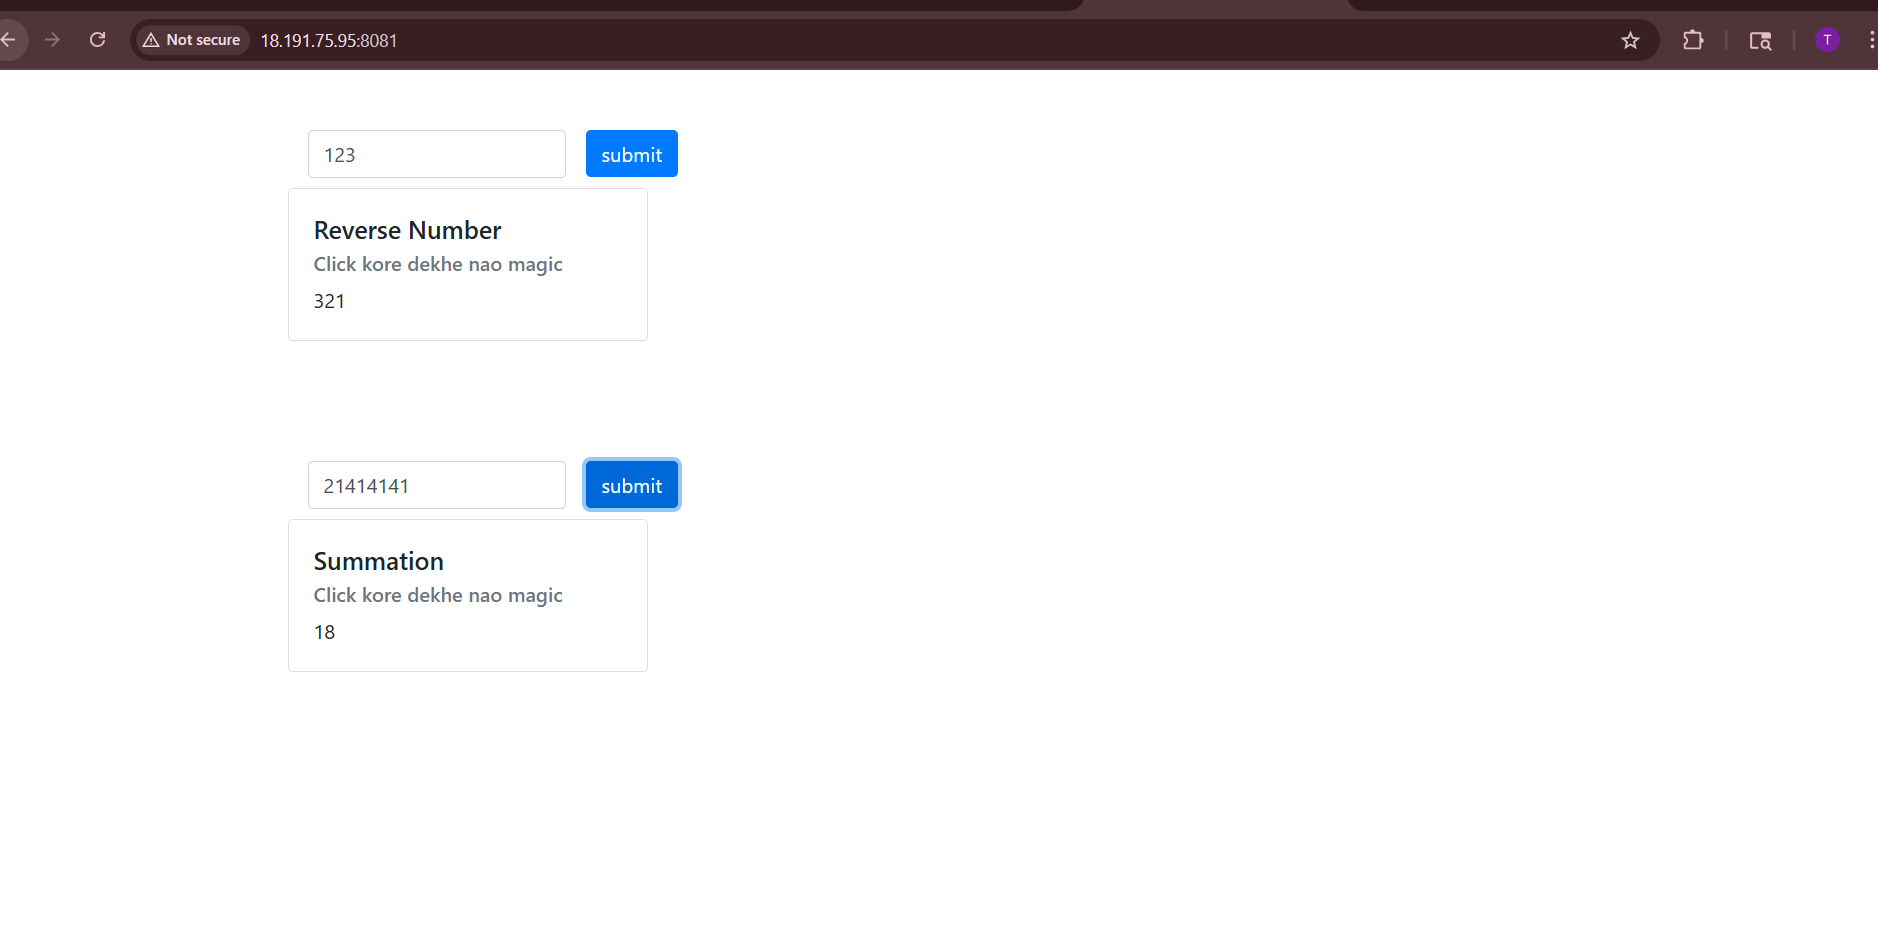 Not secure 18.191.75.95:8081 T
123 submit
Reverse Number
Click kore dekhe nao magic
321
21414141 submit
Summation
Click kore dekhe nao magic
18